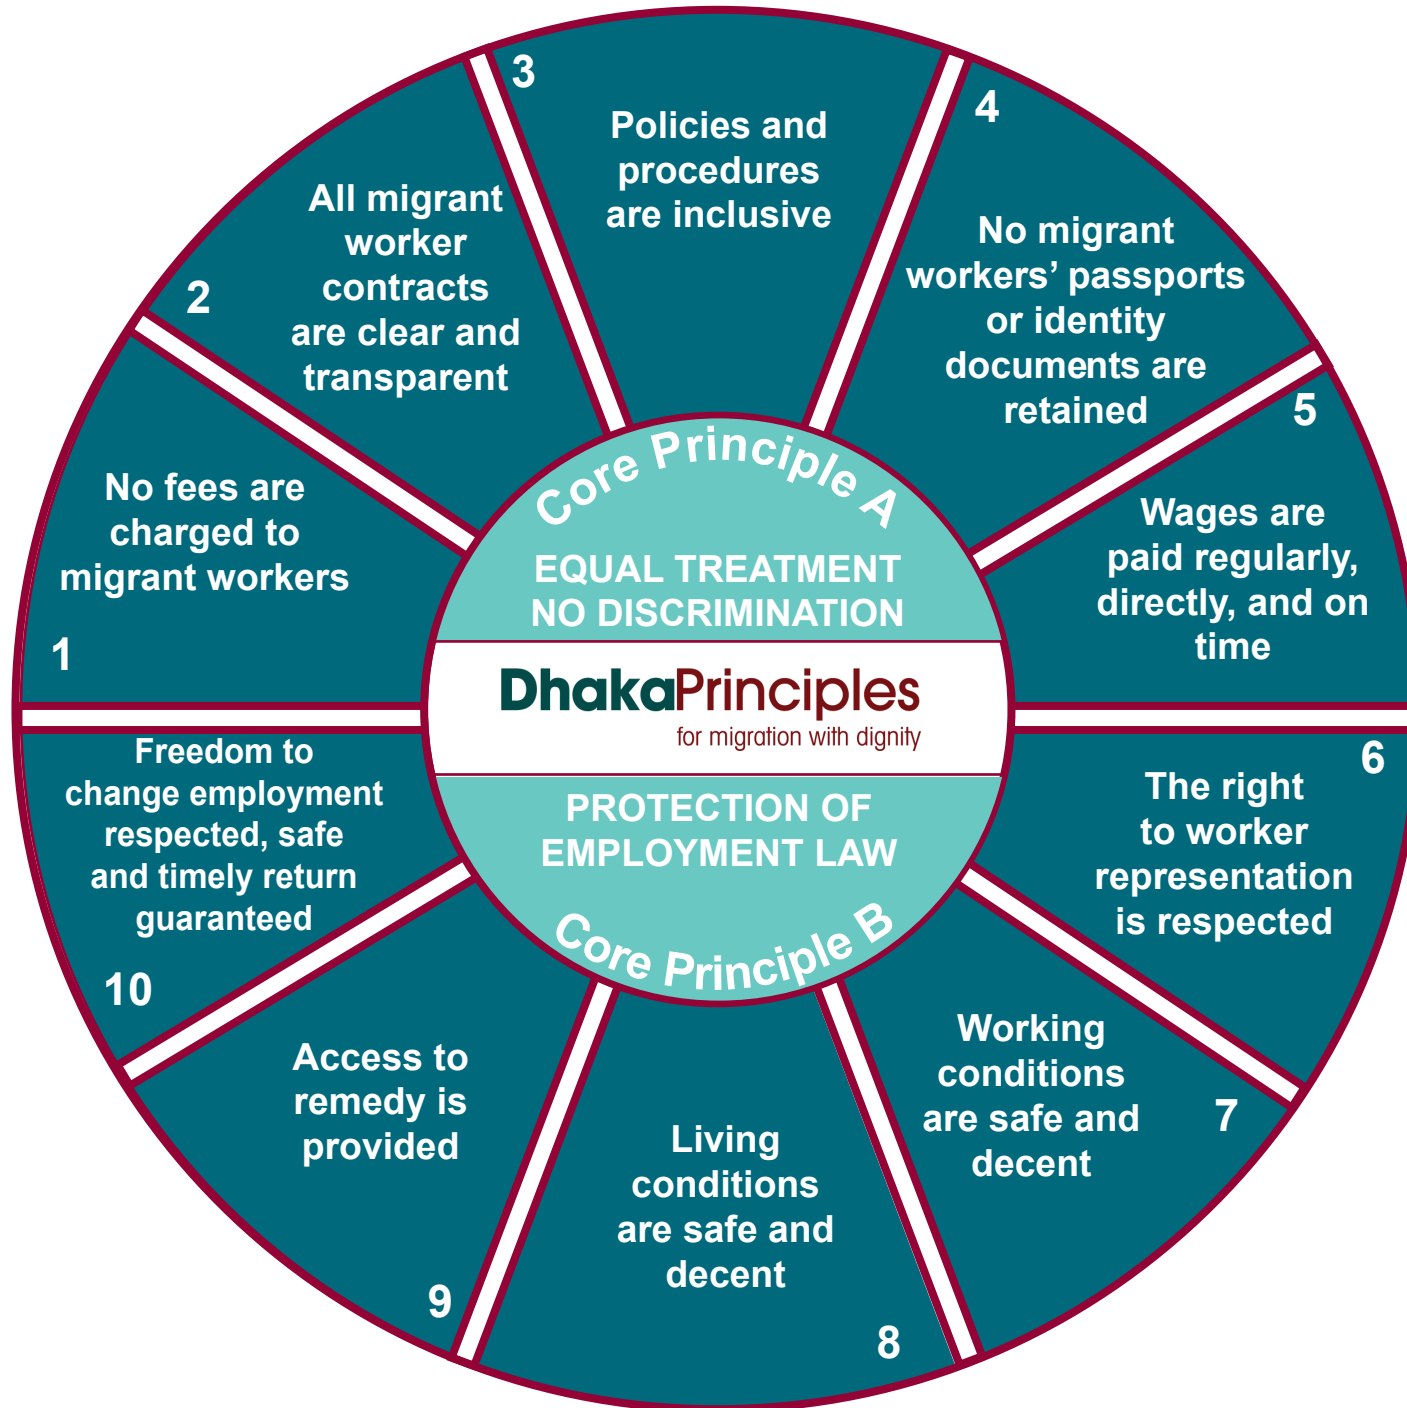 1
No fees are
charged to
migrant workers
2
All migrant
worker
contracts
are clear and
transparent
3
Policies and
procedures
are inclusive
4
No migrant
workers’ passports
or identity
documents are
retained
5
Wages are
paid regularly,
directly, and on
time
6
The right
to worker
representation
is respected
7
Working
conditions
are safe and
decent
8
Living
conditions
are safe and
decent
9
Access to
remedy is
provided
10
Freedom to
change employment
respected, safe
and timely return
guaranteed
Core Principle A
EQUAL TREATMENT
NO DISCRIMINATION
DhakaPrinciples
for migration with dignity
PROTECTION OF
EMPLOYMENT LAW
Core Principle B